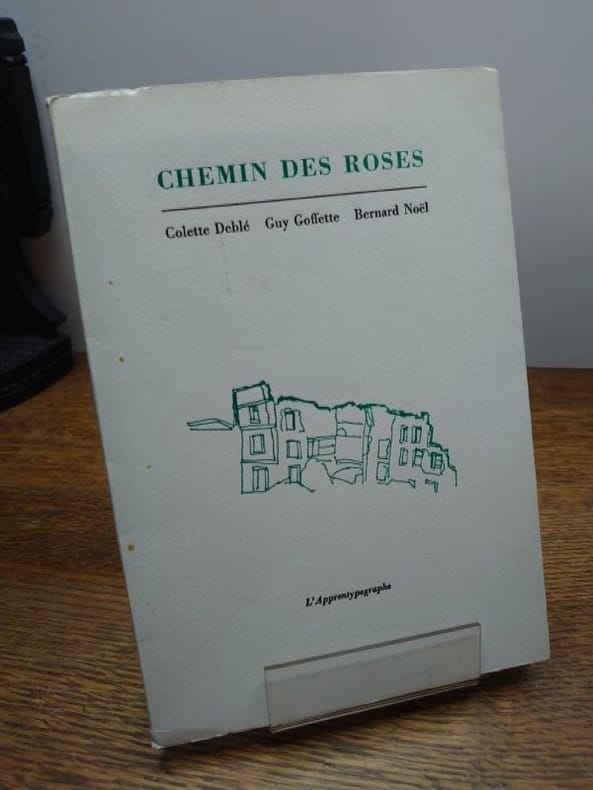 CHEMIN DES ROSES
Colette Deblé Guy Goffette Bernard Noël
L'Apprentypographe